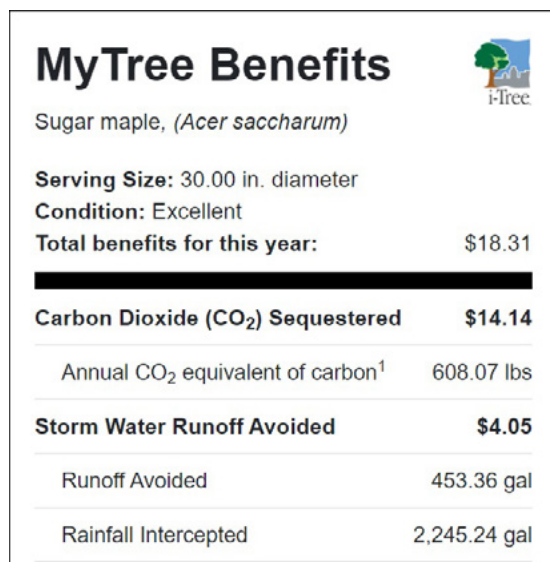 MyTree Benefits
i-Tree
Sugar maple, (Acer saccharum)
Serving Size: 30.00 in. diameter
Condition: Excellent
Total benefits for this year: $18.31
Carbon Dioxide (CO₂) Sequestered $14.14
Annual CO₂ equivalent of carbon¹ 608.07 lbs
Storm Water Runoff Avoided $4.05
Runoff Avoided 453.36 gal
Rainfall Intercepted 2,245.24 gal